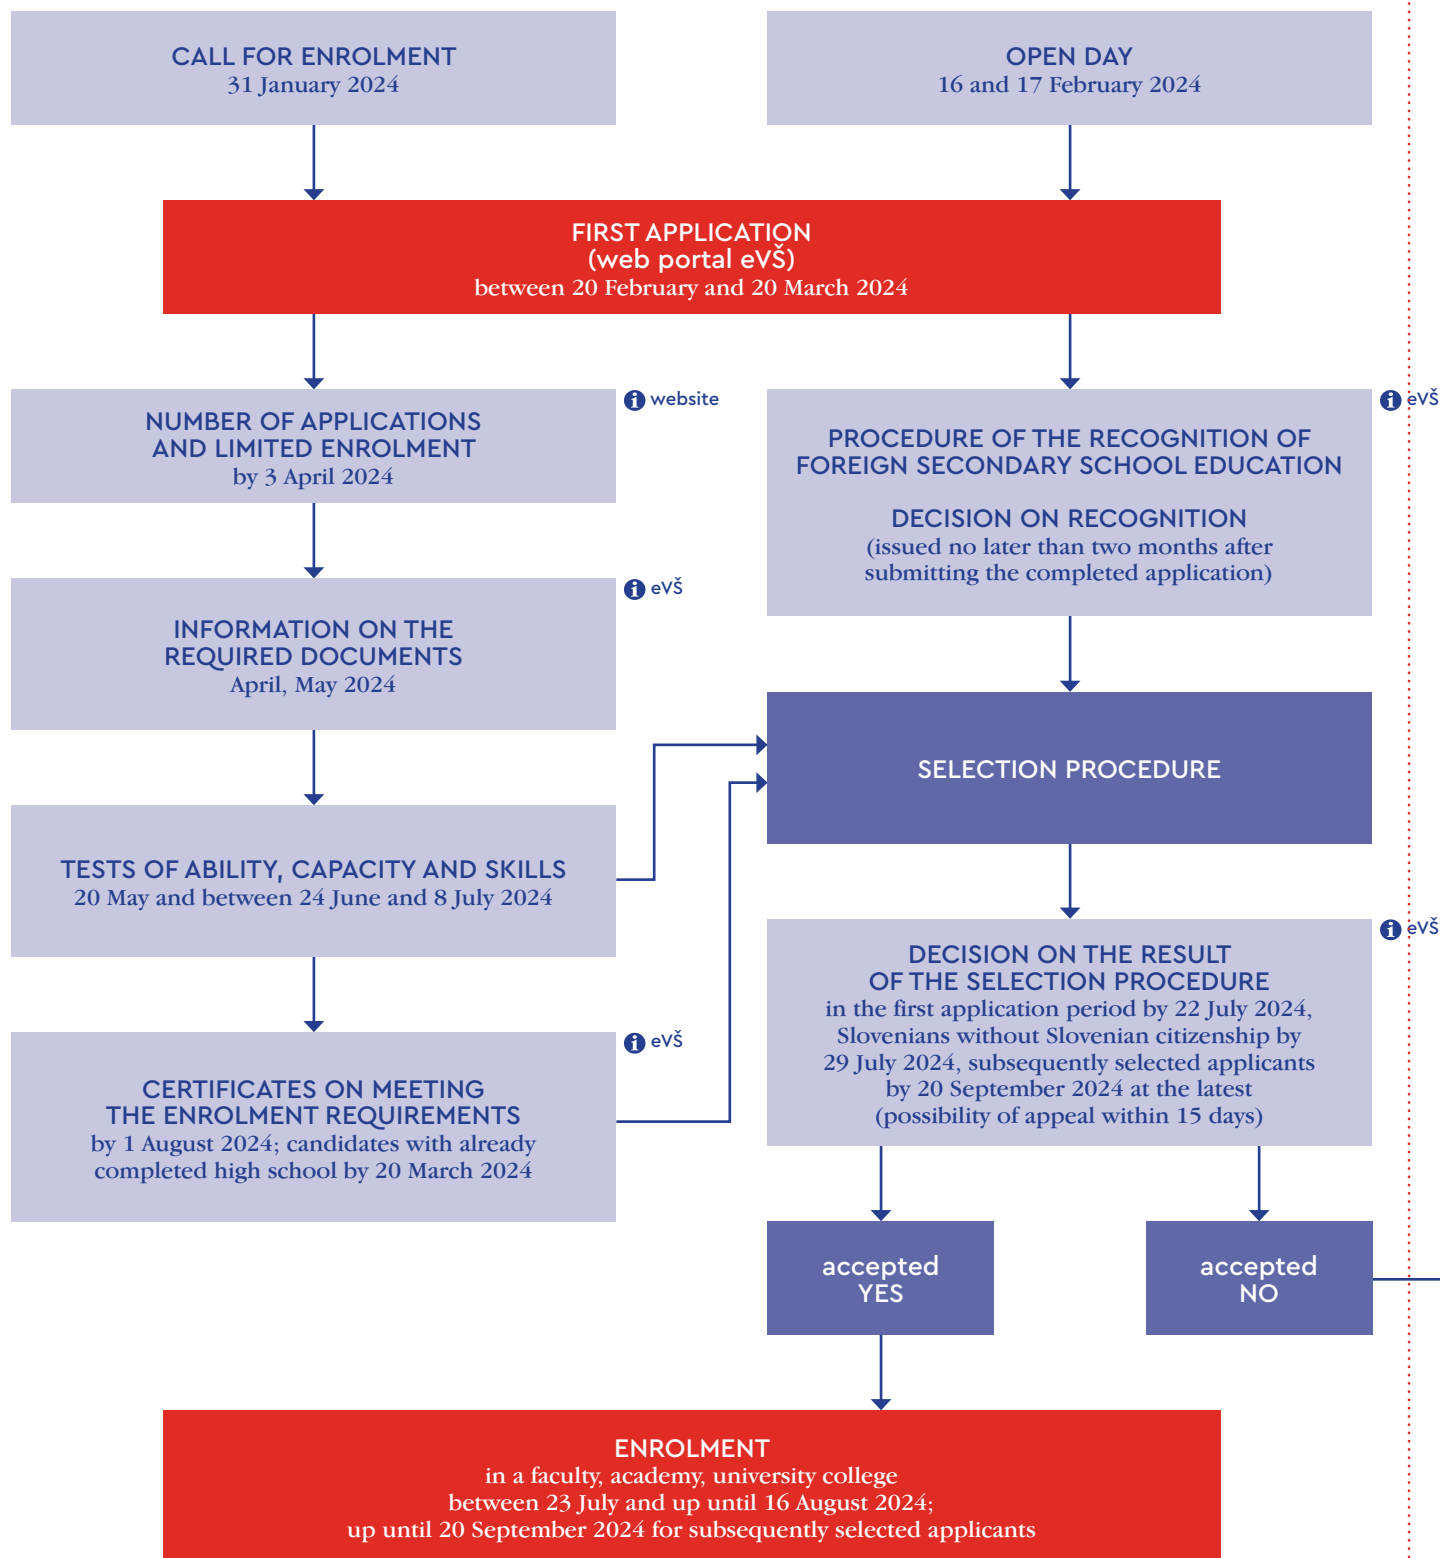 CALL FOR ENROLMENT
31 January 2024
OPEN DAY
16 and 17 February 2024
FIRST APPLICATION
(web portal eVŠ)
between 20 February and 20 March 2024
website
NUMBER OF APPLICATIONS
AND LIMITED ENROLMENT
by 3 April 2024
eVŠ
INFORMATION ON THE
REQUIRED DOCUMENTS
April, May 2024
TESTS OF ABILITY, CAPACITY AND SKILLS
20 May and between 24 June and 8 July 2024
eVŠ
CERTIFICATES ON MEETING
THE ENROLMENT REQUIREMENTS
by 1 August 2024; candidates with already
completed high school by 20 March 2024
eVŠ
PROCEDURE OF THE RECOGNITION OF
FOREIGN SECONDARY SCHOOL EDUCATION
DECISION ON RECOGNITION
(issued no later than two months after
submitting the completed application)
SELECTION PROCEDURE
eVŠ
DECISION ON THE RESULT
OF THE SELECTION PROCEDURE
in the first application period by 22 July 2024,
Slovenians without Slovenian citizenship by
29 July 2024, subsequently selected applicants
by 20 September 2024 at the latest
(possibility of appeal within 15 days)
accepted
YES
accepted
NO
ENROLMENT
in a faculty, academy, university college
between 23 July and up until 16 August 2024;
up until 20 September 2024 for subsequently selected applicants